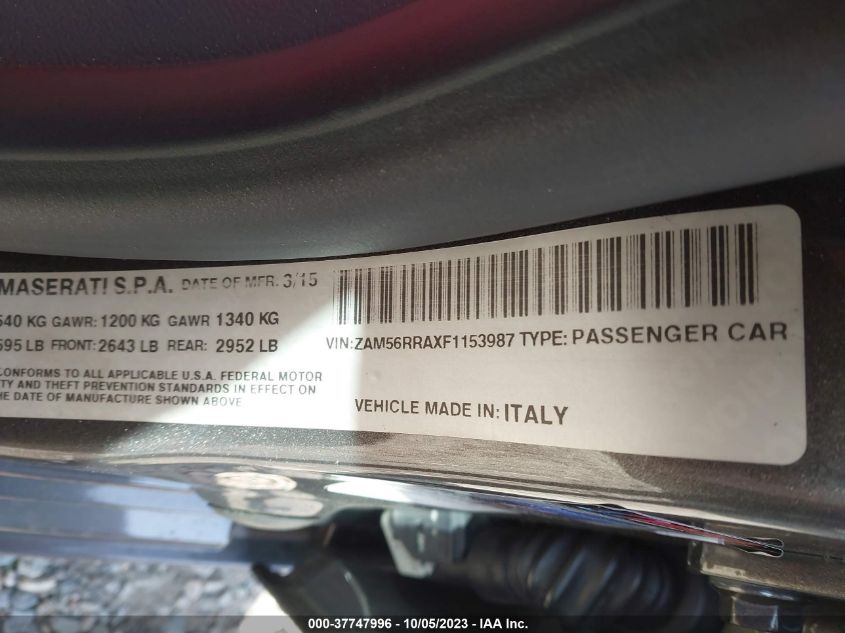 MASERATI S.P.A. DATE OF MFR. 3/15
540 KG GAWR: 1200 KG GAWR 1340 KG
595 LB FRONT: 2643 LB REAR: 2952 LB
CONFORMS TO ALL APPLICABLE U.S.A. FEDERAL MOTOR
TY AND THEFT PREVENTION STANDARDS IN EFFECT ON
HE DATE OF MANUFACTURE SHOWN ABOVE
VIN:ZAM56RRAXF1153987 TYPE: PASSENGER CAR
VEHICLE MADE IN: ITALY
000-37747996 - 10/05/2023 - IAA Inc.